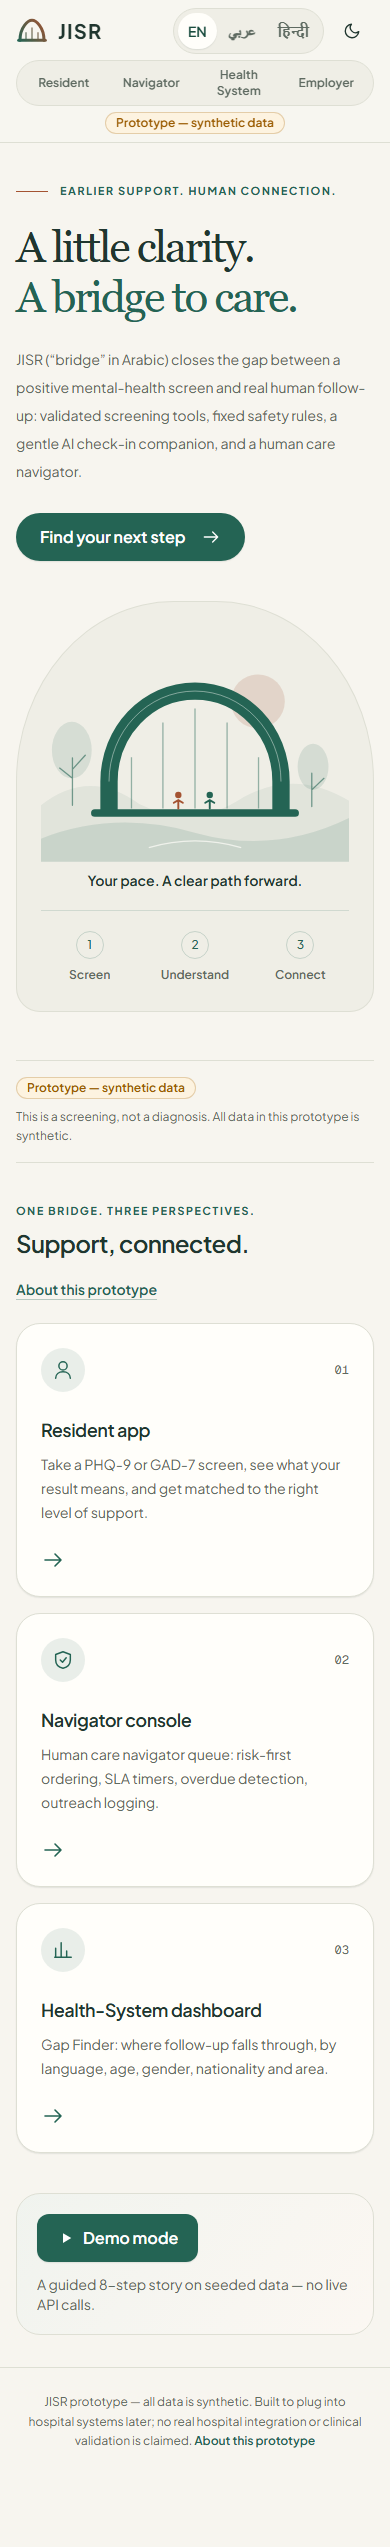 JISR
EN عربي हिन्दी
Resident Navigator Health System Employer
Prototype — synthetic data
EARLIER SUPPORT. HUMAN CONNECTION.
A little clarity.
A bridge to care.
JISR (“bridge” in Arabic) closes the gap between a
positive mental-health screen and real human follow-
up: validated screening tools, fixed safety rules, a
gentle AI check-in companion, and a human care
navigator.
Find your next step →
Your pace. A clear path forward.
1 2 3
Screen Understand Connect
Prototype — synthetic data
This is a screening, not a diagnosis. All data in this prototype is
synthetic.
ONE BRIDGE. THREE PERSPECTIVES.
Support, connected.
About this prototype
01
Resident app
Take a PHQ-9 or GAD-7 screen, see what your
result means, and get matched to the right
level of support.
→
02
Navigator console
Human care navigator queue: risk-first
ordering, SLA timers, overdue detection,
outreach logging.
→
03
Health-System dashboard
Gap Finder: where follow-up falls through, by
language, age, gender, nationality and area.
→
Demo mode
A guided 8-step story on seeded data — no live
API calls.
JISR prototype — all data is synthetic. Built to plug into
hospital systems later; no real hospital integration or clinical
validation is claimed. About this prototype